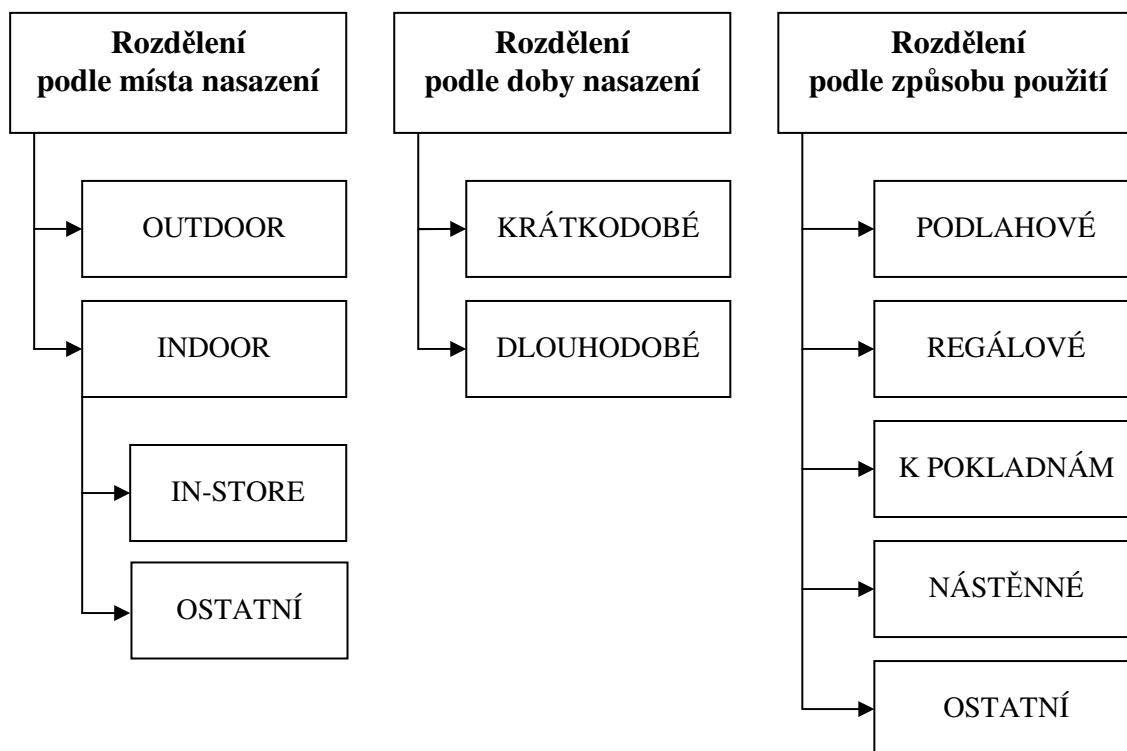 Rozdělení
podle místa nasazení
OUTDOOR
INDOOR
IN-STORE
OSTATNÍ
Rozdělení
podle doby nasazení
KRÁTKODOBÉ
DLOUHODOBÉ
Rozdělení
podle způsobu použití
PODLAHOVÉ
REGÁLOVÉ
K POKLADNÁM
NÁSTĚNNÉ
OSTATNÍ